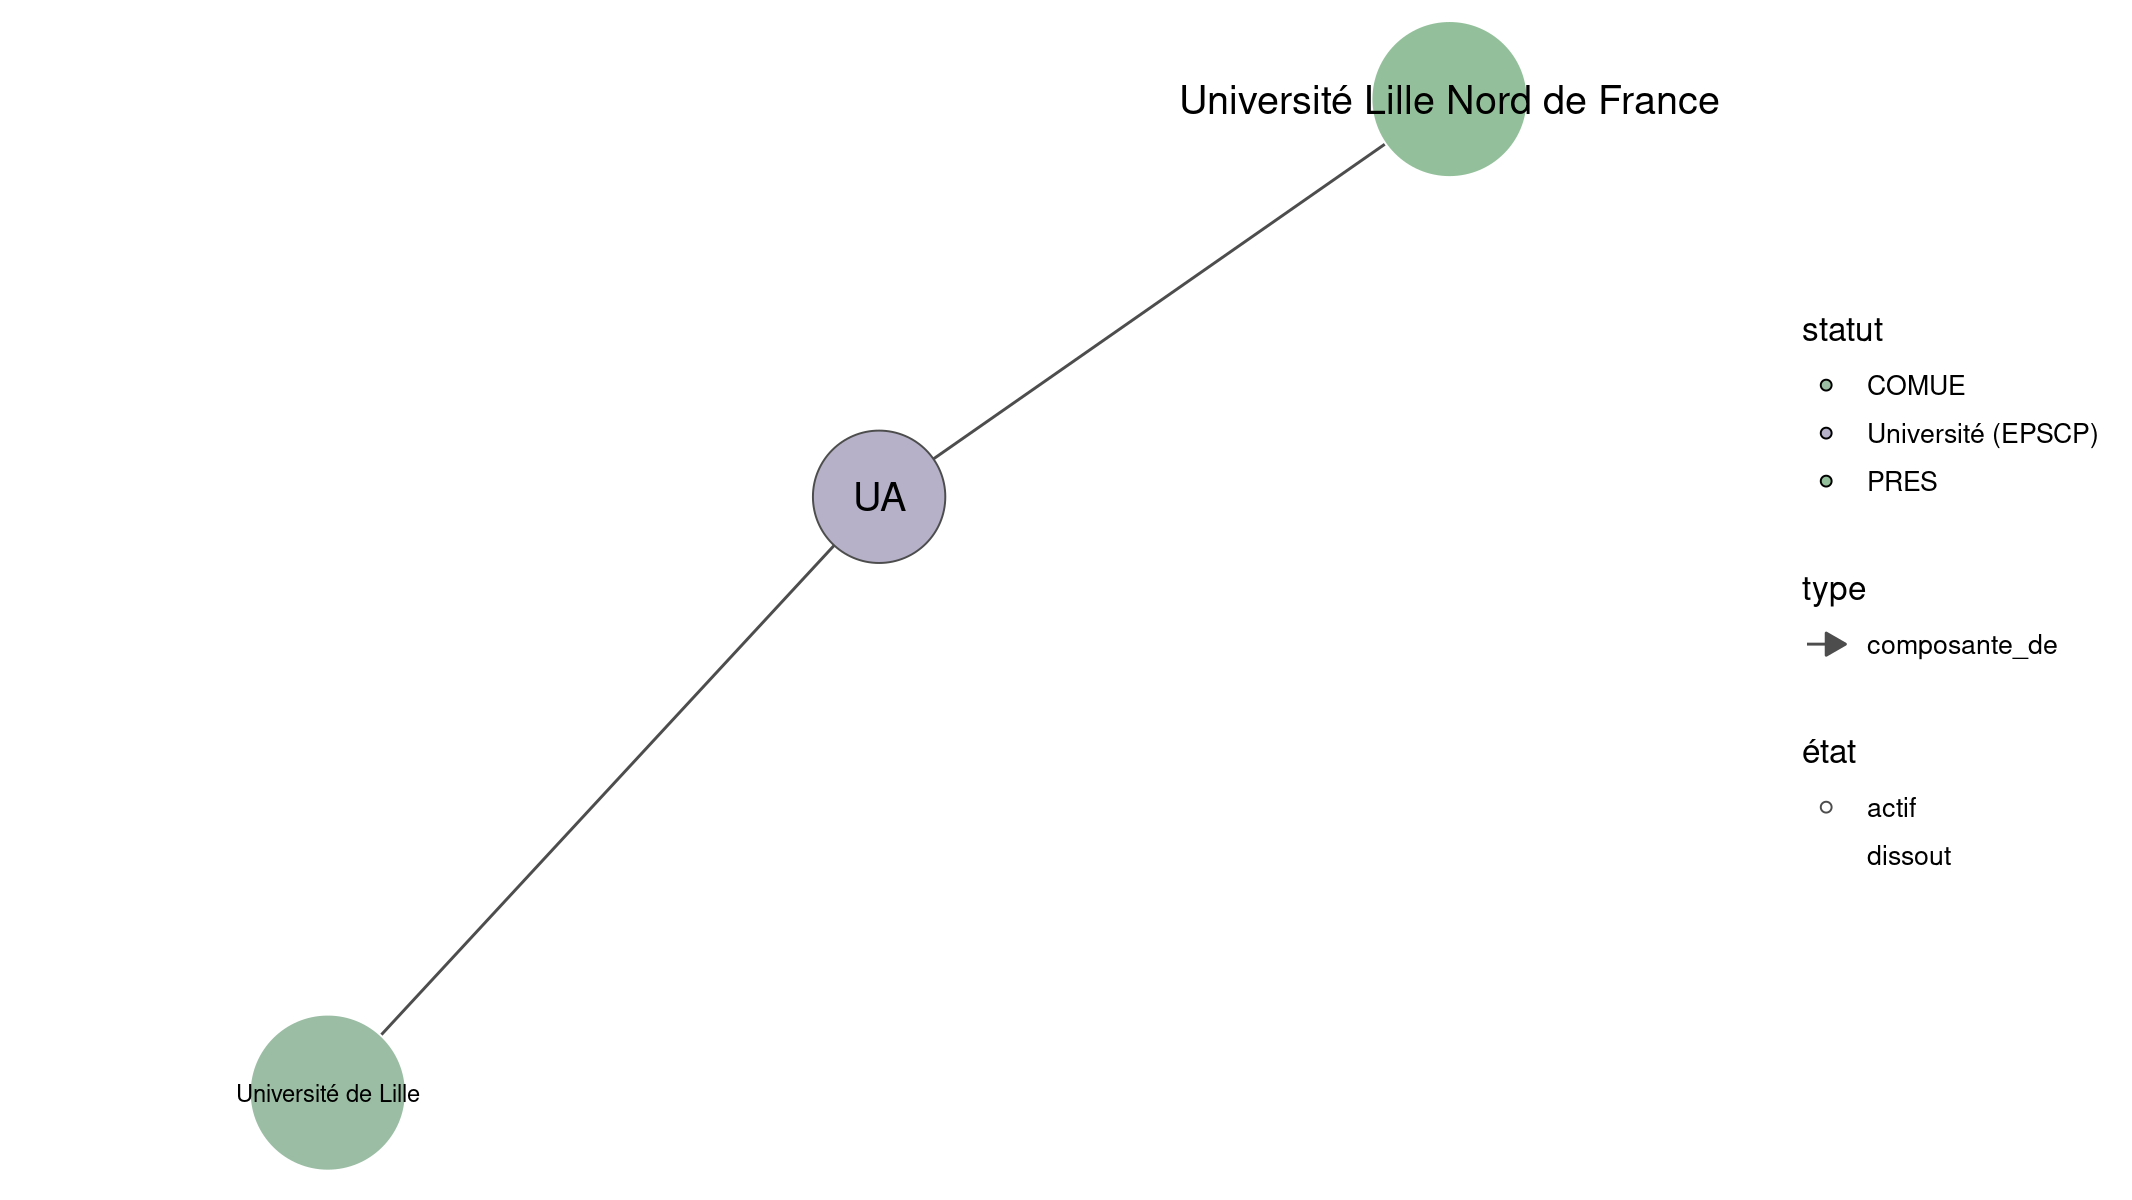 Université Lille Nord de France
UA
Université de Lille
statut
COMUE
Université (EPSCP)
PRES
type
composante_de
état
actif
dissout